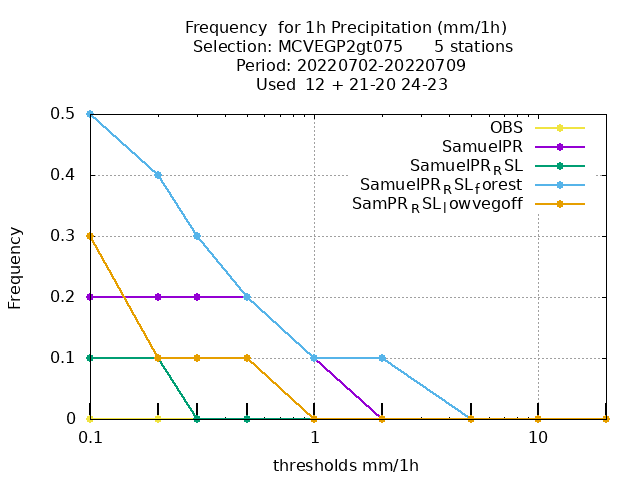 Frequency  for 1h Precipitation (mm/1h)
Selection: MCVEGP2gt075      5 stations
Period: 20220702-20220709
Used  12 + 21-20 24-23
0.5
0.4
0.3
0.2
0.1
0
Frequency
OBS
SamuelPR
SamuelPR_RSL
SamuelPR_RSL_forest
SamPR_RSL_lowvegoff
0.1 1 10
thresholds mm/1h